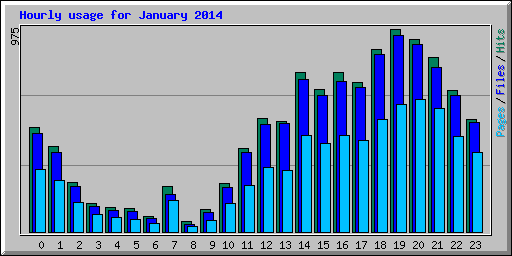 Hourly usage for January 2014
975
Pages / Files / Hits
0 1 2 3 4 5 6 7 8 9 10 11 12 13 14 15 16 17 18 19 20 21 22 23